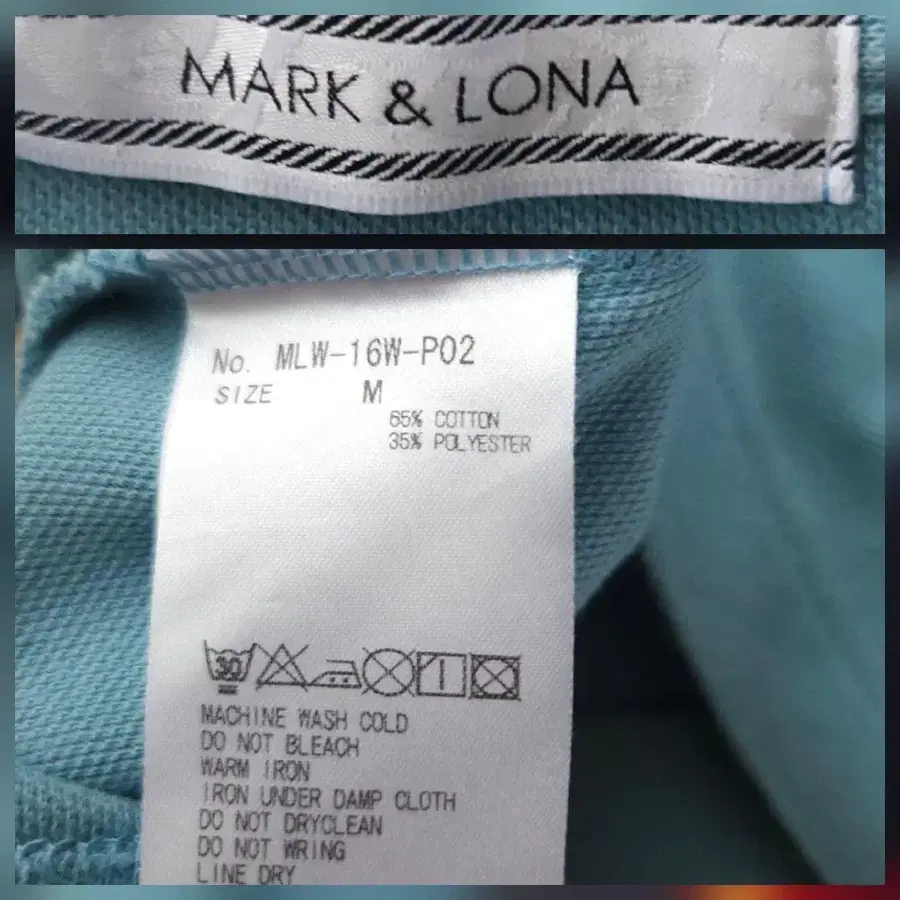 MARK & LONA
No. MLW-16W-P02
SIZE M
65% COTTON
35% POLYESTER
30
MACHINE WASH COLD
DO NOT BLEACH
WARM IRON
IRON UNDER DAMP CLOTH
DO NOT DRYCLEAN
DO NOT WRING
LINE DRY